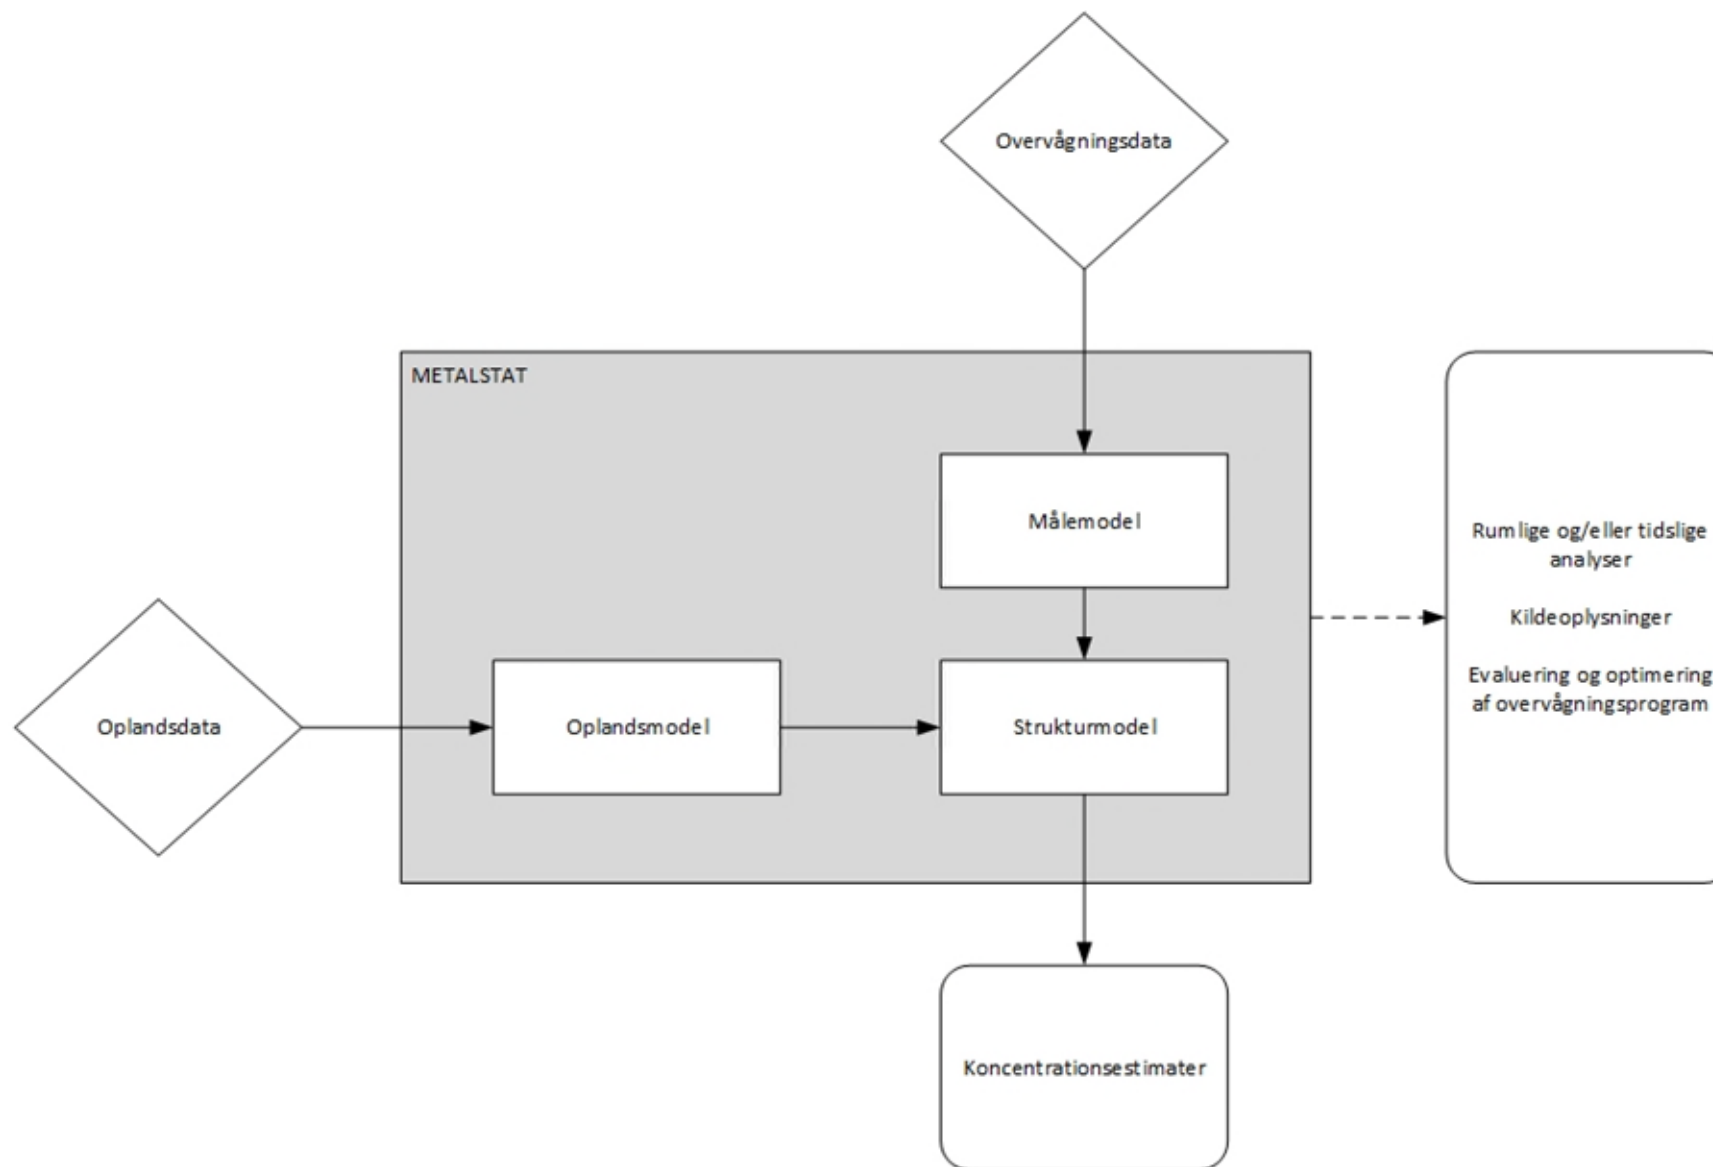 Overvågningsdata
METALSTAT
Målemodel
Rumlige og/eller tidslige
analyser
Kildeoplysninger
Evaluering og optimering
af overvågningsprogram
Oplandsdata
Oplandsmodel
Strukturmodel
Koncentrationsestimater